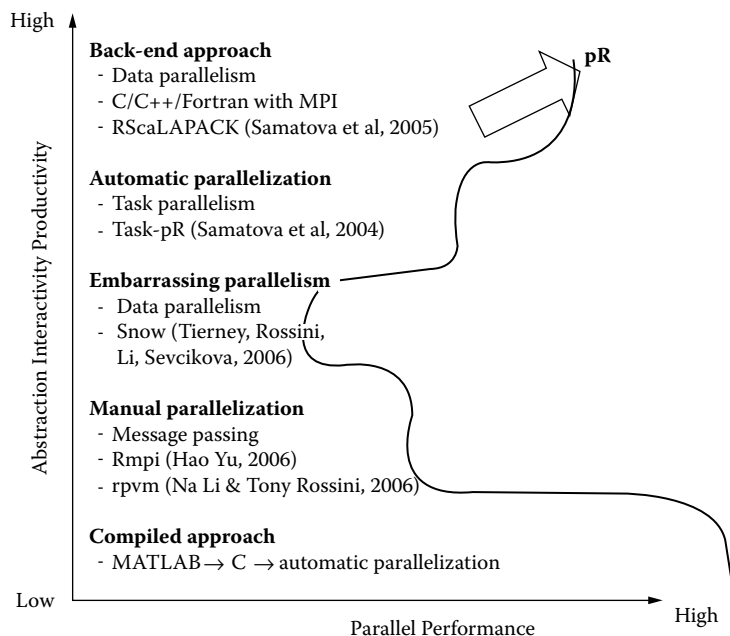 High
Back-end approach
- Data parallelism
- C/C++/Fortran with MPI
- RScaLAPACK (Samatova et al, 2005)
pR
Automatic parallelization
- Task parallelism
- Task-pR (Samatova et al, 2004)
Embarrassing parallelism
- Data parallelism
- Snow (Tierney, Rossini,
Li, Sevcikova, 2006)
Manual parallelization
- Message passing
- Rmpi (Hao Yu, 2006)
- rpvm (Na Li & Tony Rossini, 2006)
Compiled approach
- MATLAB → C → automatic parallelization
Abstraction Interactivity Productivity
Low
Parallel Performance
High